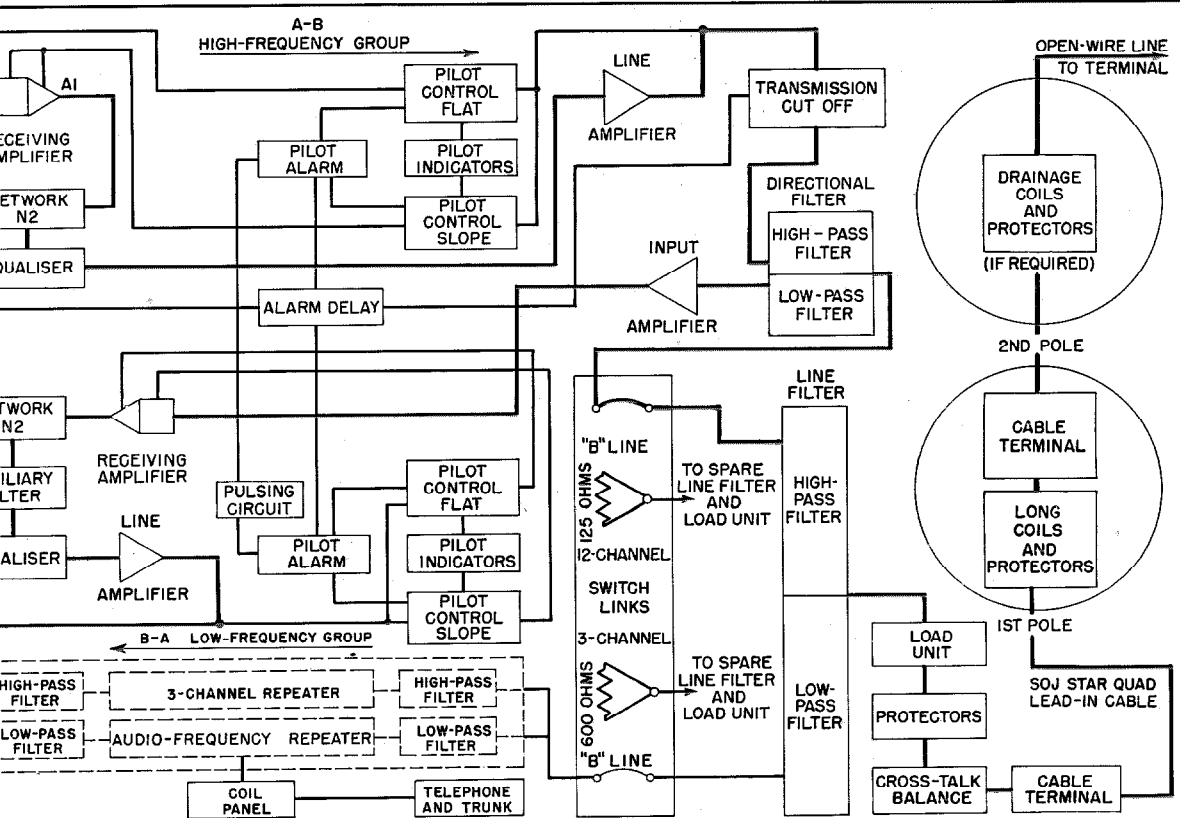 A-B
HIGH-FREQUENCY GROUP
A1
RECEIVING
AMPLIFIER
NETWORK
N2
EQUALISER
PILOT
ALARM
PILOT
CONTROL
FLAT
PILOT
INDICATORS
PILOT
CONTROL
SLOPE
LINE
AMPLIFIER
TRANSMISSION
CUT OFF
DIRECTIONAL
FILTER
HIGH-PASS
FILTER
LOW-PASS
FILTER
INPUT
AMPLIFIER
ALARM DELAY
OPEN-WIRE LINE
TO TERMINAL
DRAINAGE
COILS
AND
PROTECTORS
(IF REQUIRED)
2ND POLE
CABLE
TERMINAL
LONG
COILS
AND
PROTECTORS
1ST POLE
SOJ STAR QUAD
LEAD-IN CABLE
NETWORK
N2
AUXILIARY
FILTER
EQUALISER
RECEIVING
AMPLIFIER
LINE
AMPLIFIER
PULSING
CIRCUIT
PILOT
ALARM
PILOT
CONTROL
FLAT
PILOT
INDICATORS
PILOT
CONTROL
SLOPE
B-A LOW-FREQUENCY GROUP
"B" LINE
125 OHMS
12-CHANNEL
SWITCH
LINKS
3-CHANNEL
600 OHMS
"B" LINE
TO SPARE
LINE FILTER
AND
LOAD UNIT
TO SPARE
LINE FILTER
AND
LOAD UNIT
LINE
FILTER
HIGH-
PASS
FILTER
LOW-
PASS
FILTER
LOAD
UNIT
PROTECTORS
CROSS-TALK
BALANCE
CABLE
TERMINAL
HIGH-PASS
FILTER
3-CHANNEL REPEATER
HIGH-PASS
FILTER
LOW-PASS
FILTER
AUDIO-FREQUENCY REPEATER
LOW-PASS
FILTER
COIL
PANEL
TELEPHONE
AND TRUNK